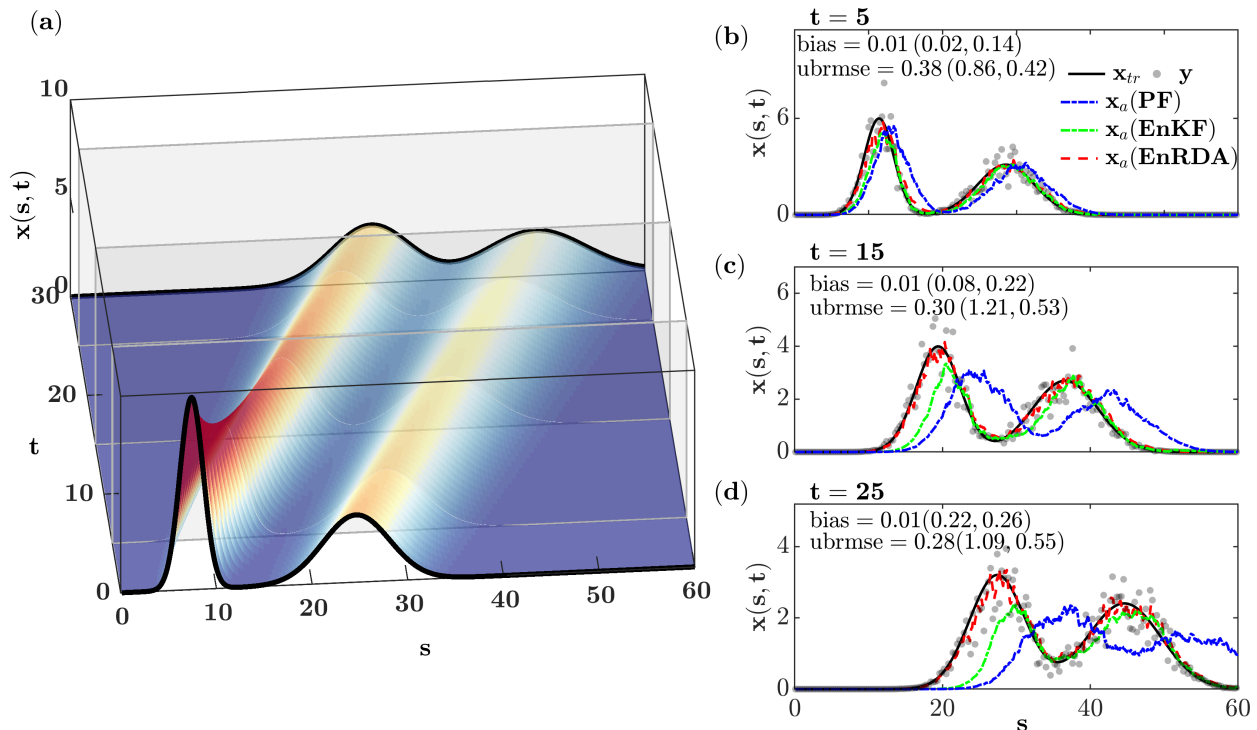 (a)
10
5
0
x(s, t)
30
20
10
0
t
0
10
20
30
40
50
60
s
(b)
t = 5
bias = 0.01 (0.02, 0.14)
ubrmse = 0.38 (0.86, 0.42)
x_tr y
x_a(PF)
x_a(EnKF)
x_a(EnRDA)
x(s, t)
6
0
(c)
t = 15
bias = 0.01 (0.08, 0.22)
ubrmse = 0.30 (1.21, 0.53)
x(s, t)
6
4
2
0
(d)
t = 25
bias = 0.01(0.22, 0.26)
ubrmse = 0.28(1.09, 0.55)
x(s, t)
4
2
0
0
20
40
60
s